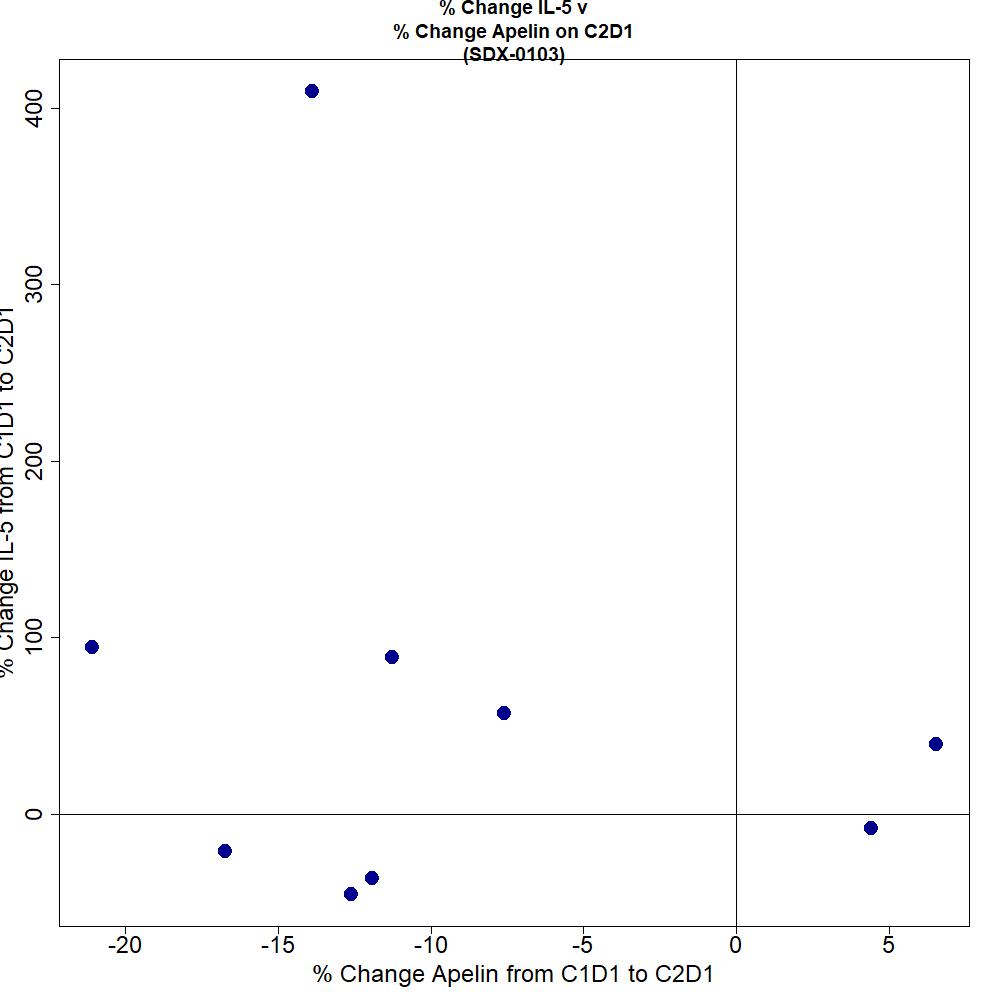 % Change IL-5 v
% Change Apelin on C2D1
(SDX-0103)
% Change IL-5 from C1D1 to C2D1
400
300
200
100
0
-20
-15
-10
-5
0
5
% Change Apelin from C1D1 to C2D1